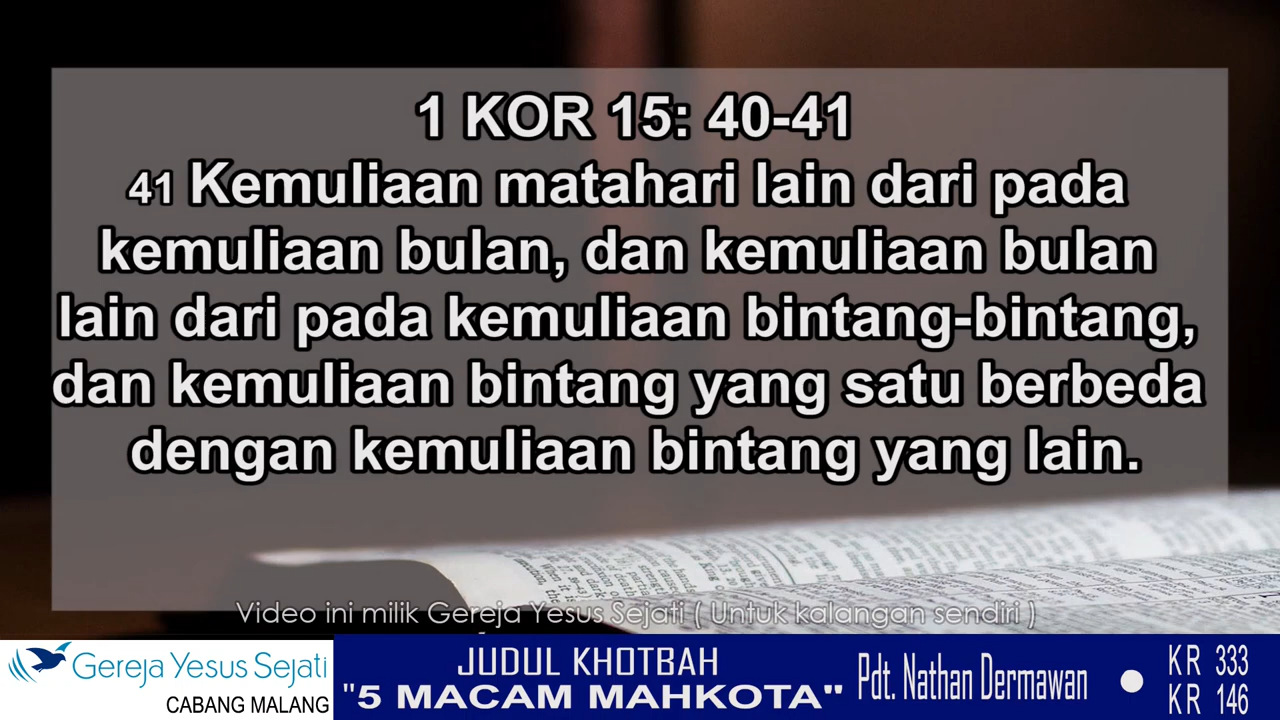 1 KOR 15: 40-41
41 Kemuliaan matahari lain dari pada
kemuliaan bulan, dan kemuliaan bulan
lain dari pada kemuliaan bintang-bintang,
dan kemuliaan bintang yang satu berbeda
dengan kemuliaan bintang yang lain.
Video ini milik Gereja Yesus Sejati ( Untuk kalangan sendiri )
Gereja Yesus Sejati
CABANG MALANG
JUDUL KHOTBAH
"5 MACAM MAHKOTA"
Pdt. Nathan Dermawan
KR 333
KR 146